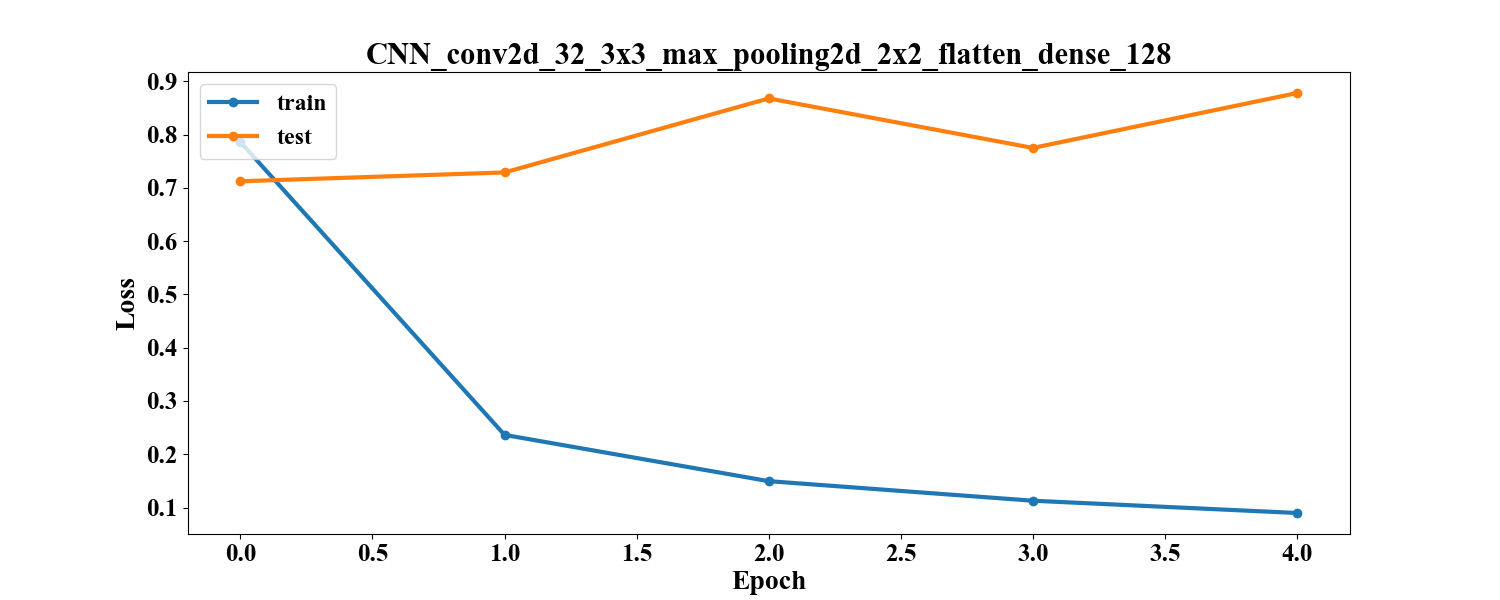 CNN_conv2d_32_3x3_max_pooling2d_2x2_flatten_dense_128
train
test
0.9
0.8
0.7
0.6
0.5
0.4
0.3
0.2
0.1
Loss
0.0 0.5 1.0 1.5 2.0 2.5 3.0 3.5 4.0
Epoch